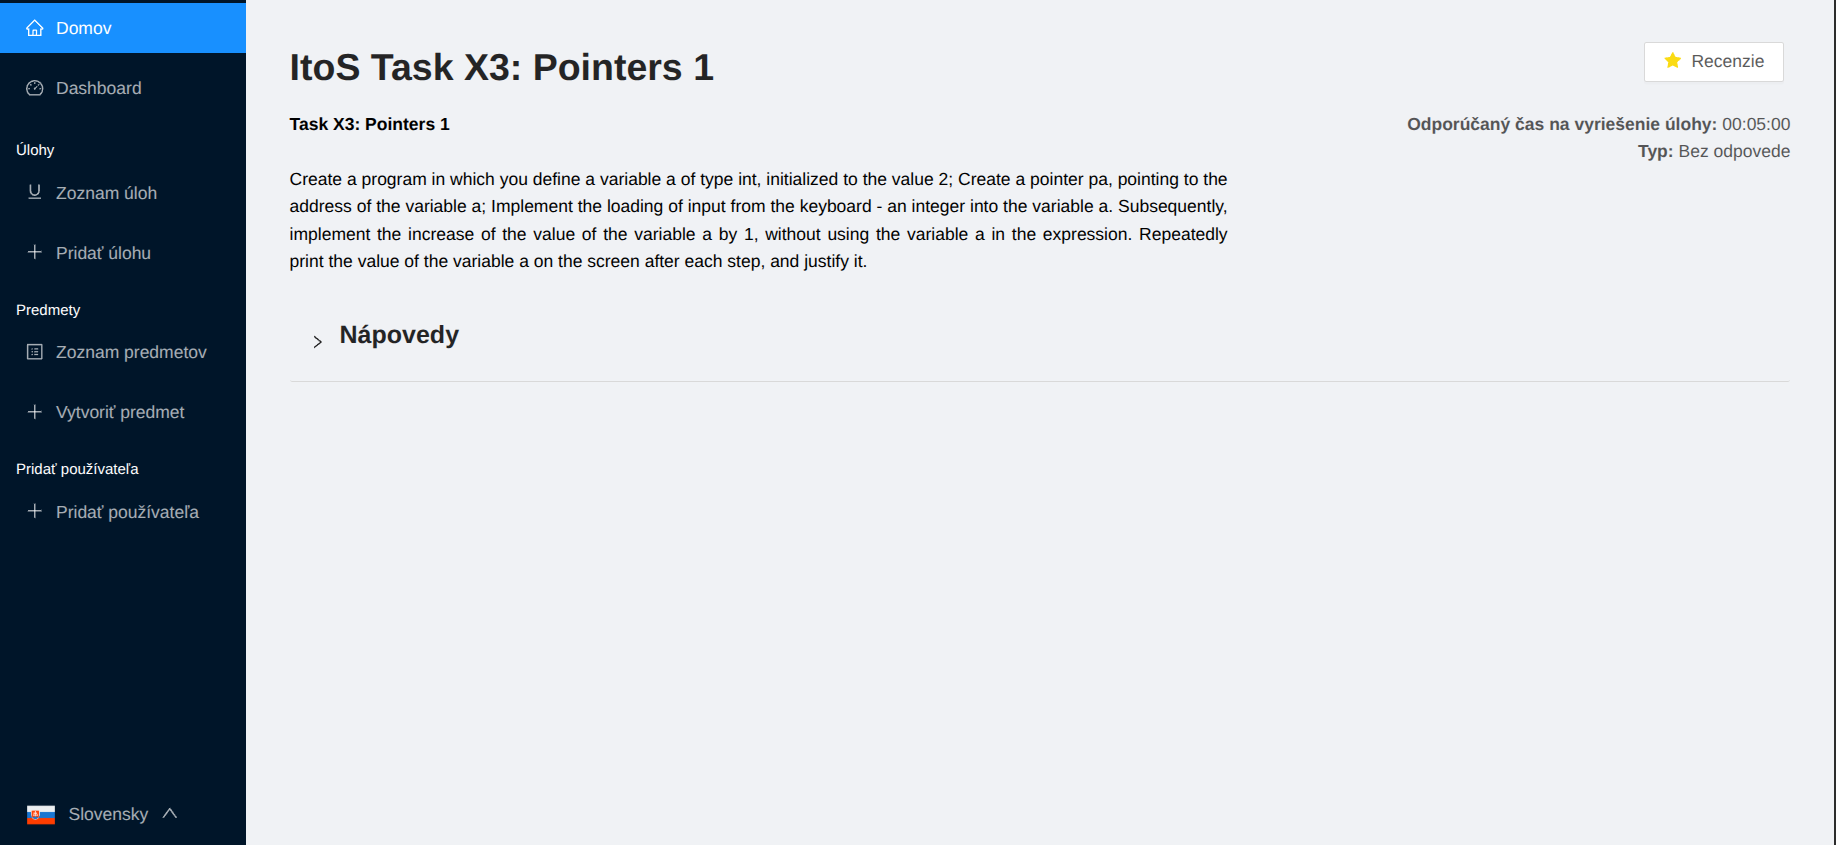 Domov
Dashboard
Úlohy
Zoznam úloh
Pridať úlohu
Predmety
Zoznam predmetov
Vytvoriť predmet
Pridať používateľa
Pridať používateľa
Slovensky
ItoS Task X3: Pointers 1
Recenzie
Task X3: Pointers 1
Odporúčaný čas na vyriešenie úlohy: 00:05:00
Typ: Bez odpovede
Create a program in which you define a variable a of type int, initialized to the value 2; Create a pointer pa, pointing to the
address of the variable a; Implement the loading of input from the keyboard - an integer into the variable a. Subsequently,
implement the increase of the value of the variable a by 1, without using the variable a in the expression. Repeatedly
print the value of the variable a on the screen after each step, and justify it.
Nápovedy